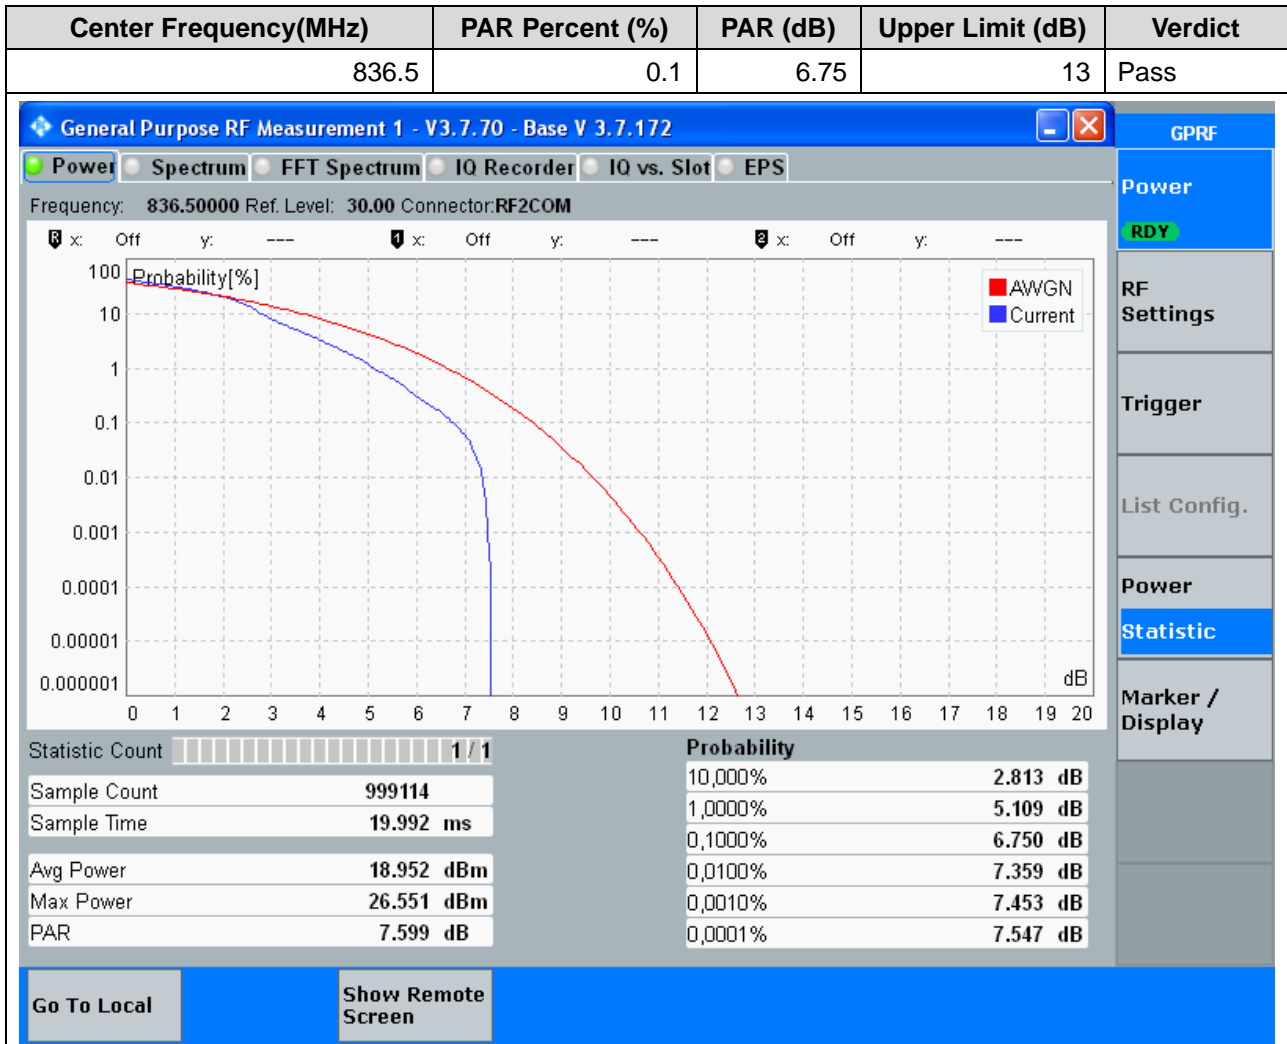 Center Frequency(MHz) PAR Percent (%) PAR (dB) Upper Limit (dB) Verdict
836.5 0.1 6.75 13 Pass
General Purpose RF Measurement 1 - V3.7.70 - Base V 3.7.172
GPRF
Power Spectrum FFT Spectrum IQ Recorder IQ vs. Slot EPS
Power
RDY
Frequency: 836.50000 Ref. Level: 30.00 Connector:RF2COM
R x: Off y: --- 1 x: Off y: --- 2 x: Off y: ---
RF
Settings
Trigger
List Config.
Power
Statistic
Marker /
Display
Probability[%]
AWGN
Current
100
10
1
0.1
0.01
0.001
0.0001
0.00001
0.000001
dB
0 1 2 3 4 5 6 7 8 9 10 11 12 13 14 15 16 17 18 19 20
Statistic Count 1 / 1
Sample Count 999114
Sample Time 19.992 ms
Avg Power 18.952 dBm
Max Power 26.551 dBm
PAR 7.599 dB
Probability
10,000% 2.813 dB
1,0000% 5.109 dB
0,1000% 6.750 dB
0,0100% 7.359 dB
0,0010% 7.453 dB
0,0001% 7.547 dB
Go To Local
Show Remote
Screen